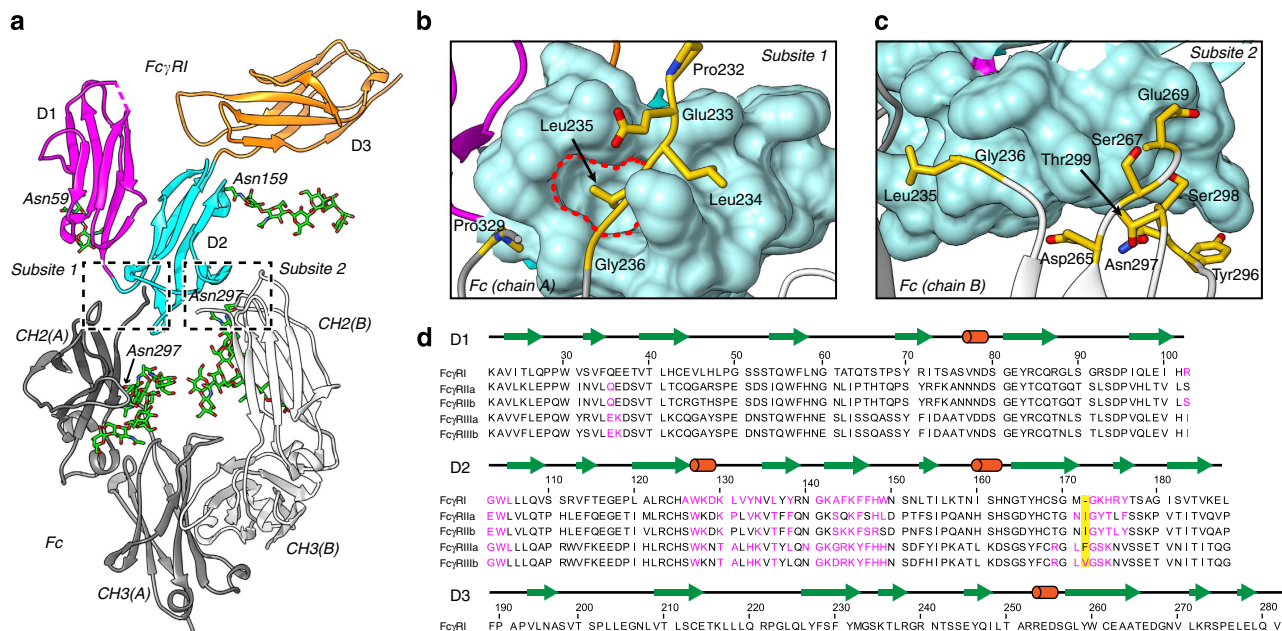 a
FcγRI
D1
D3
Asn59
Asn159
D2
Subsite 1
Subsite 2
Asn297
CH2(A)
CH2(B)
Asn297
Fc
CH3(B)
CH3(A)
b
Subsite 1
Pro232
Leu235
Glu233
Leu234
Pro329
Gly236
Fc (chain A)
c
Subsite 2
Glu269
Ser267
Gly236
Thr299
Leu235
Ser298
Asp265
Asn297
Tyr296
Fc (chain B)
d
D1
30 40 50 60 70 80 90 100
FcγRI KAVITLQPPW VSVFQEETVT LHCEVLHLPG SSSTQWFLNG TATQTSTPSY RITSASVNDS GEYRCQRGLS GRSDPIQLEI HR
FcγRIIa KAVLKLEPPW INVLQEDSVT LTCQGARSPE SDSIQWFHNG NLIPTHTQPS YRFKANNNDS GEYTCQTGQT SLSDPVHLTV LS
FcγRIIb KAVLKLEPQW INVLQEDSVT LTCRGTHSPE SDSIQWFHNG NLIPTHTQPS YRFKANNNDS GEYTCQTGQT SLSDPVHLTV LS
FcγRIIIa KAVVFLEPQW YRVLEKDSVT LKCQGAYSPE DNSTQWFHNE SLISSQASSY FIDAATVDDS GEYRCQTNLS TLSDPVQLEV HI
FcγRIIIb KAVVFLEPQW YSVLEKDSVT LKCQGAYSPE DNSTQWFHNE SLISSQASSY FIDAATVNDS GEYRCQTNLS TLSDPVQLEV HI
D2
110 120 130 140 150 160 170 180
FcγRI GWLLLQVS SRVFTEGEPL ALRCHAWKDK LVYNVLYYRN GKAFKFFHWN SNLTILKTNI SHNGTYHCSG M-GKHRYTSAG ISVTVKEL
FcγRIIa EWLVLQTP HLEFQEGETI MLRCHSWKDK PLVKVTFFQN GKSQKFSHLD PTFSIPQANH SHSGDYHCTG NIGYTLFSSKP VTITVQVP
FcγRIIb EWLVLQTP HLEFQEGETI VLRCHSWKDK PLVKVTFFQN GKSKKFSRSD PNFSIPQANH SHSGDYHCTG NIGYTLYSSKP VTITVQAP
FcγRIIIa GWLLLQAP RWVFKEEDPI HLRCHSWKNT ALHKVTYLQN GKGRKYFHHN SDFYIPKATL KDSGSYFCRG LFGSKNVSSET VNITITQG
FcγRIIIb GWLLLQAP RWVFKEEDPI HLRCHSWKNT ALHKVTYLQN GKDRKYFHHN SDFHIPKATL KDSGSYFCRG LVGSKNVSSET VNITITQG
D3
190 200 210 220 230 240 250 260 270 280
FcγRI FP APVLNASVT SPLLEGNLVT LSCETKLLLQ RPGLQLYFSF YMGSKTLRGR NTSSEYQILT ARREDSGLYW CEAATEDGNV LKRSPELELQ V